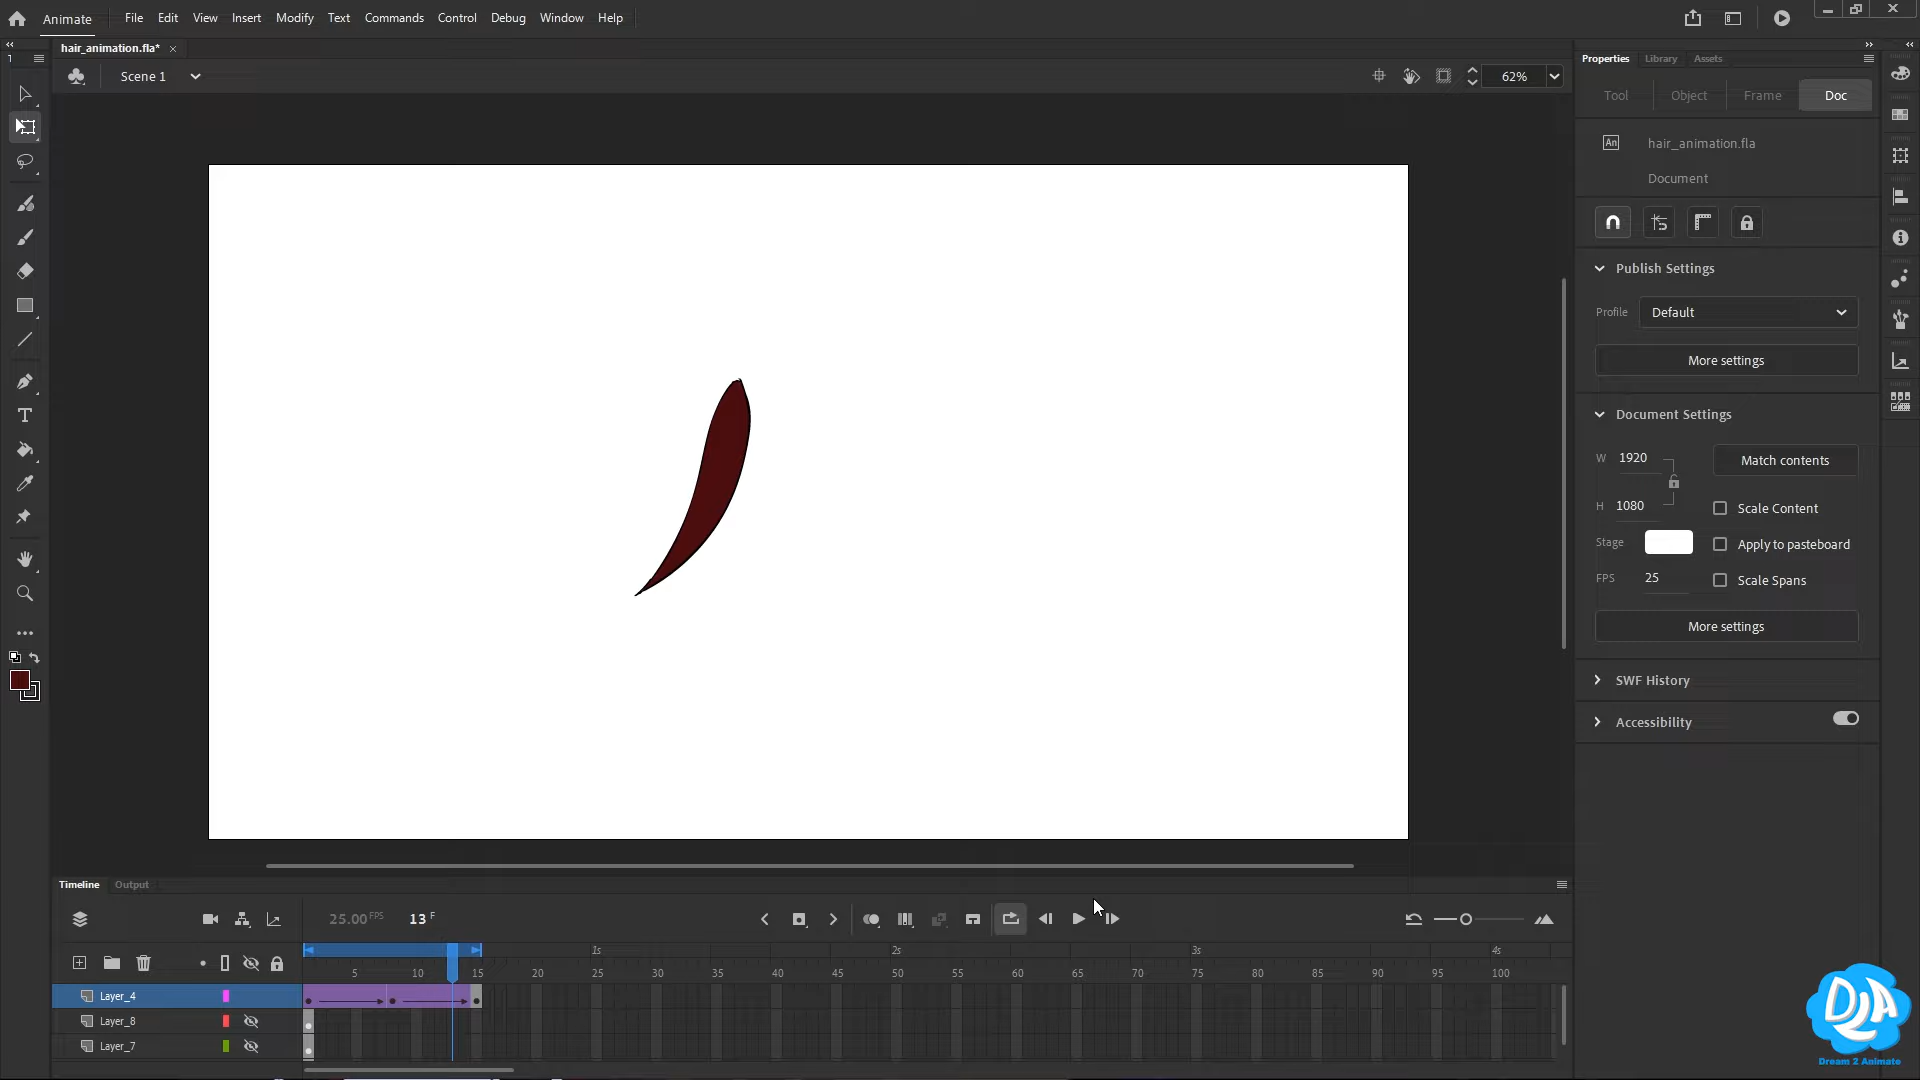 Animate File Edit View Insert Modify Text Commands Control Debug Window Help
hair_animation.fla*
Scene 1
62%
Properties Library Assets
Tool Object Frame Doc
An hair_animation.fla
Document
Publish Settings
Profile Default
More settings
Document Settings
W 1920 Match contents
H 1080 Scale Content
Stage Apply to pasteboard
FPS 25 Scale Spans
More settings
SWF History
Accessibility
Timeline Output
25.00 FPS 13 F
1s 2s 3s 4s
5 10 15 20 25 30 35 40 45 50 55 60 65 70 75 80 85 90 95 100
Layer_4
Layer_8
Layer_7
D2A
Dream 2 Animate